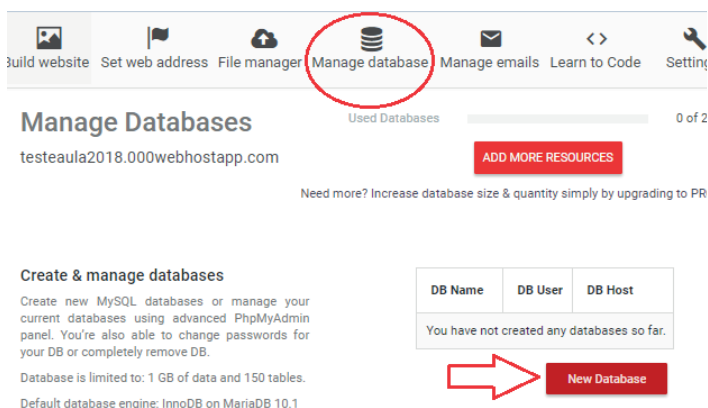 Build website Set web address File manager Manage database Manage emails Learn to Code Setting
Manage Databases
Used Databases
0 of 2
testeaula2018.000webhostapp.com
ADD MORE RESOURCES
Need more? Increase database size & quantity simply by upgrading to PR
Create & manage databases
Create new MySQL databases or manage your
current databases using advanced PhpMyAdmin
panel. You're also able to change passwords for
your DB or completely remove DB.
Database is limited to: 1 GB of data and 150 tables.
Default database engine: InnoDB on MariaDB 10.1
DB Name DB User DB Host
You have not created any databases so far.
New Database